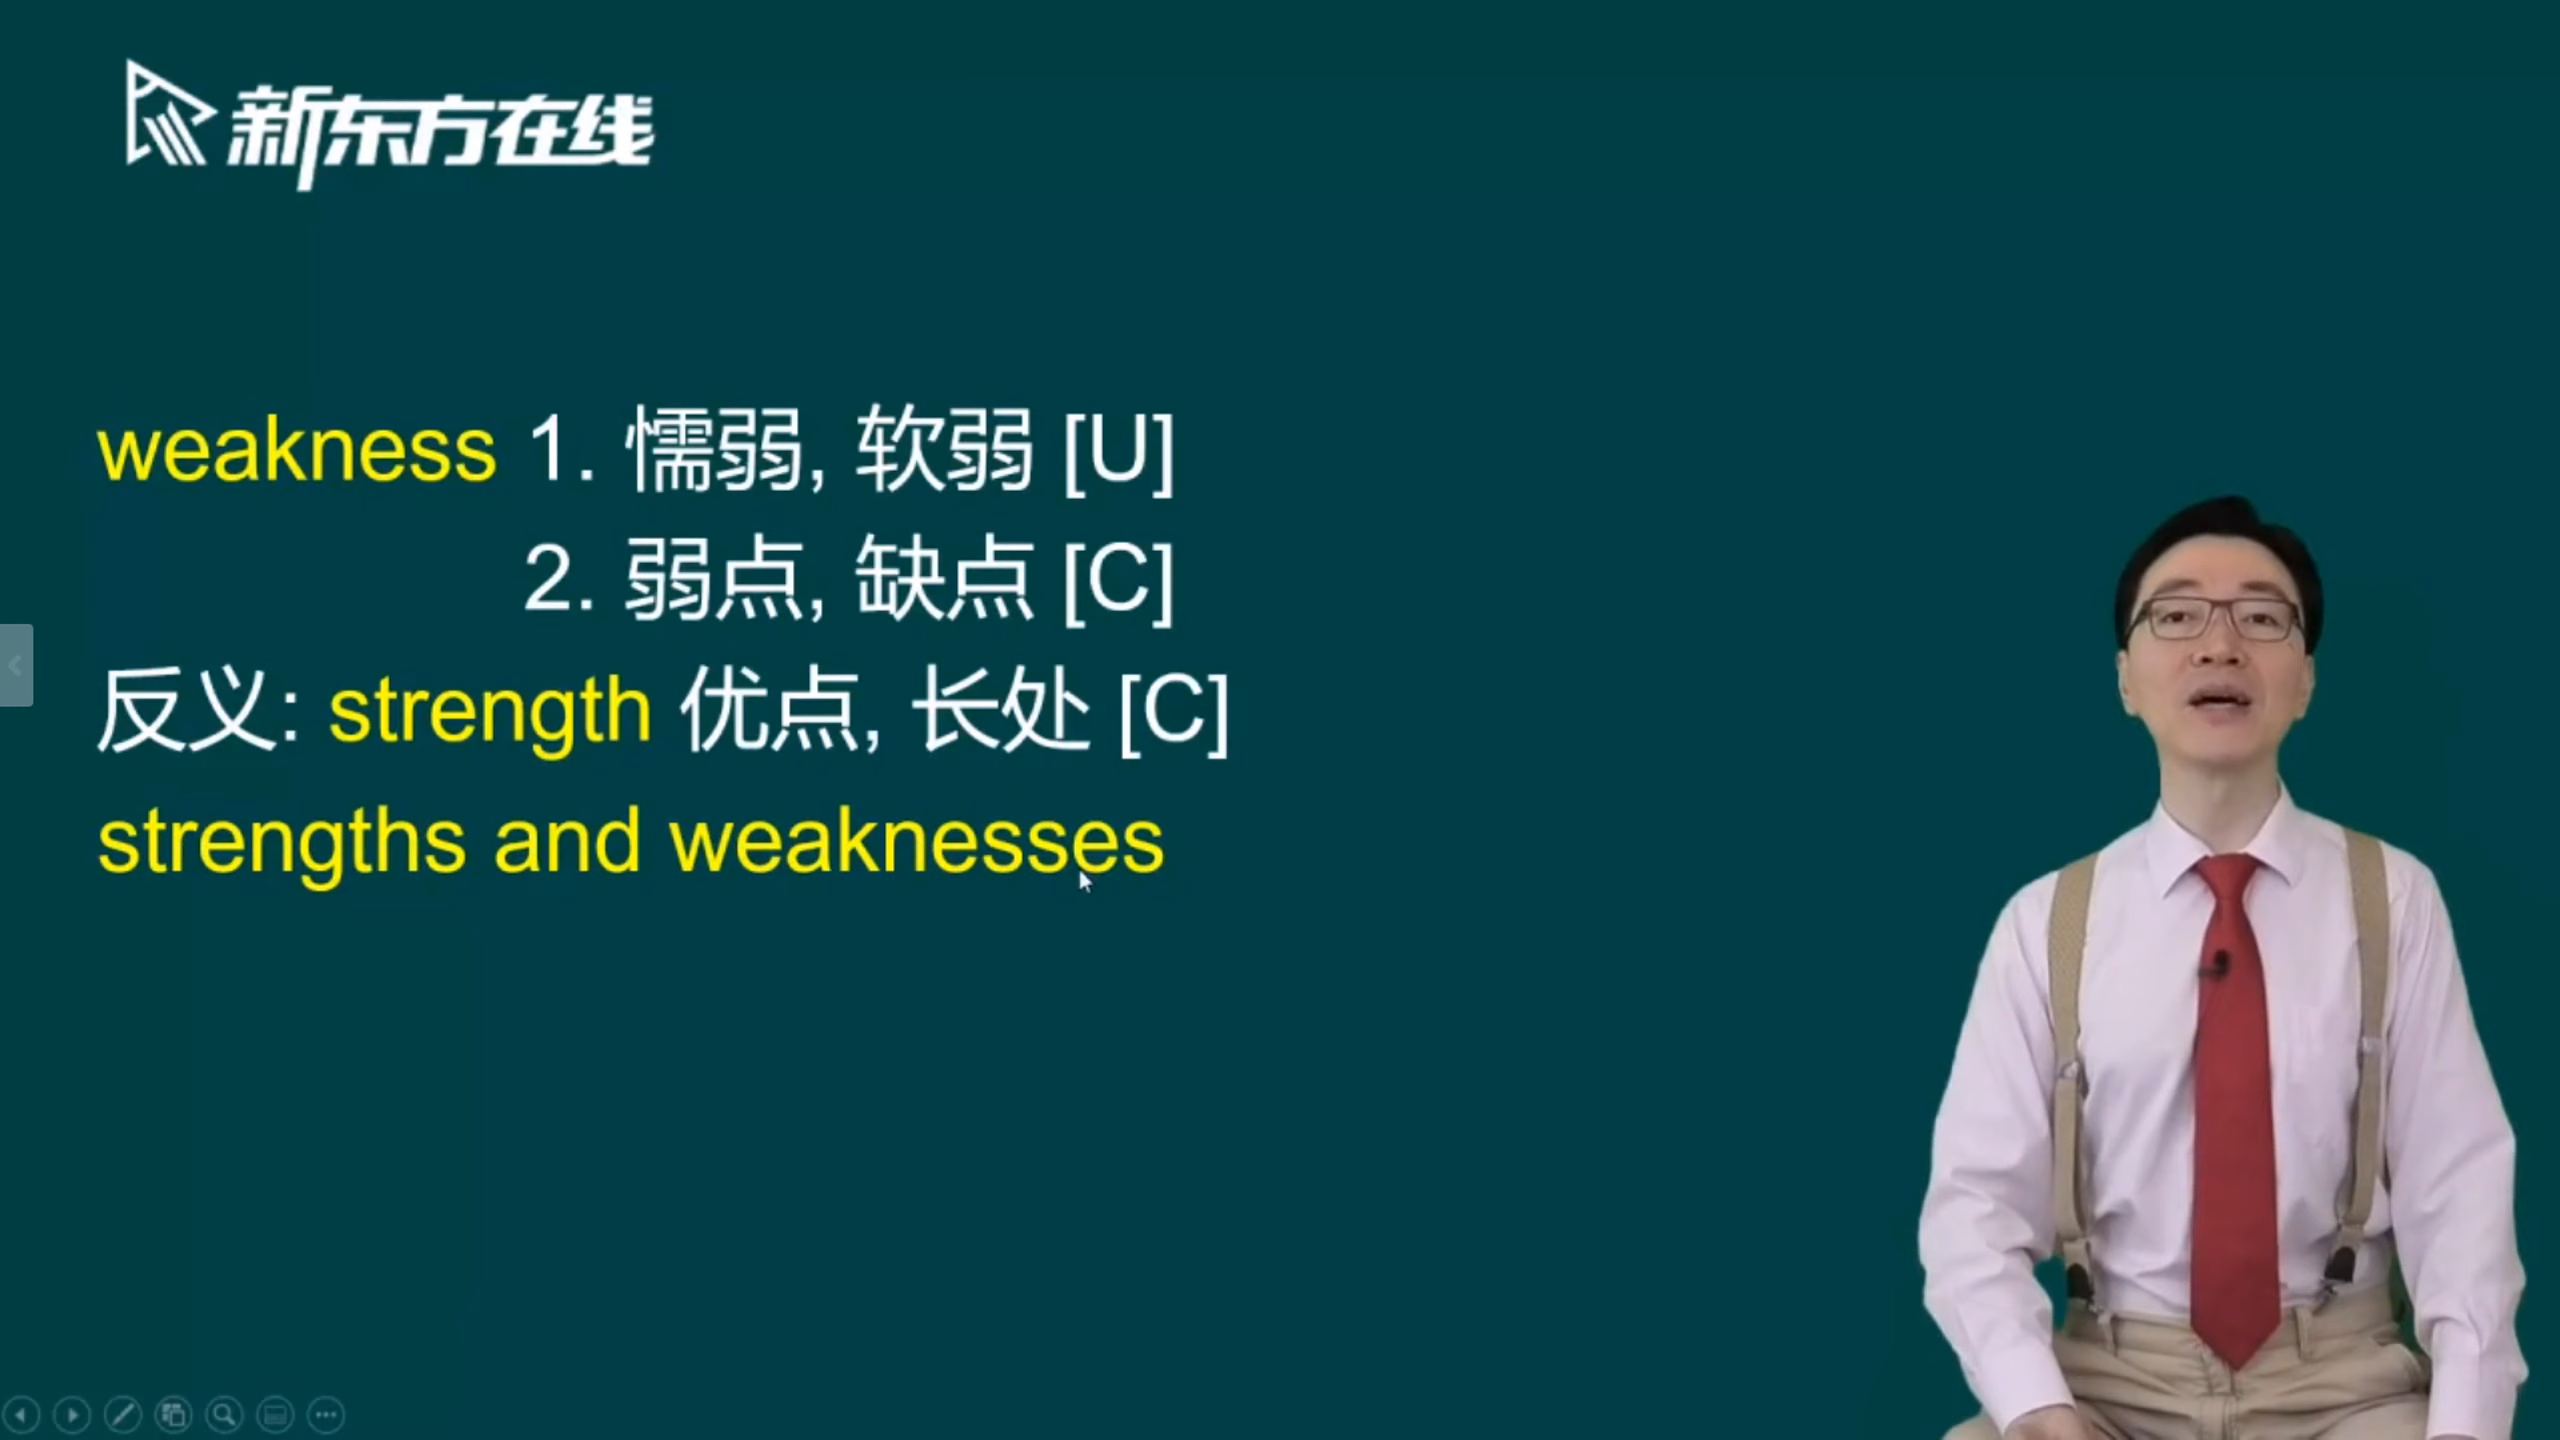 新东方在线
weakness 1. 懦弱, 软弱 [U]
2. 弱点, 缺点 [C]
反义: strength 优点, 长处 [C]
strengths and weaknesses